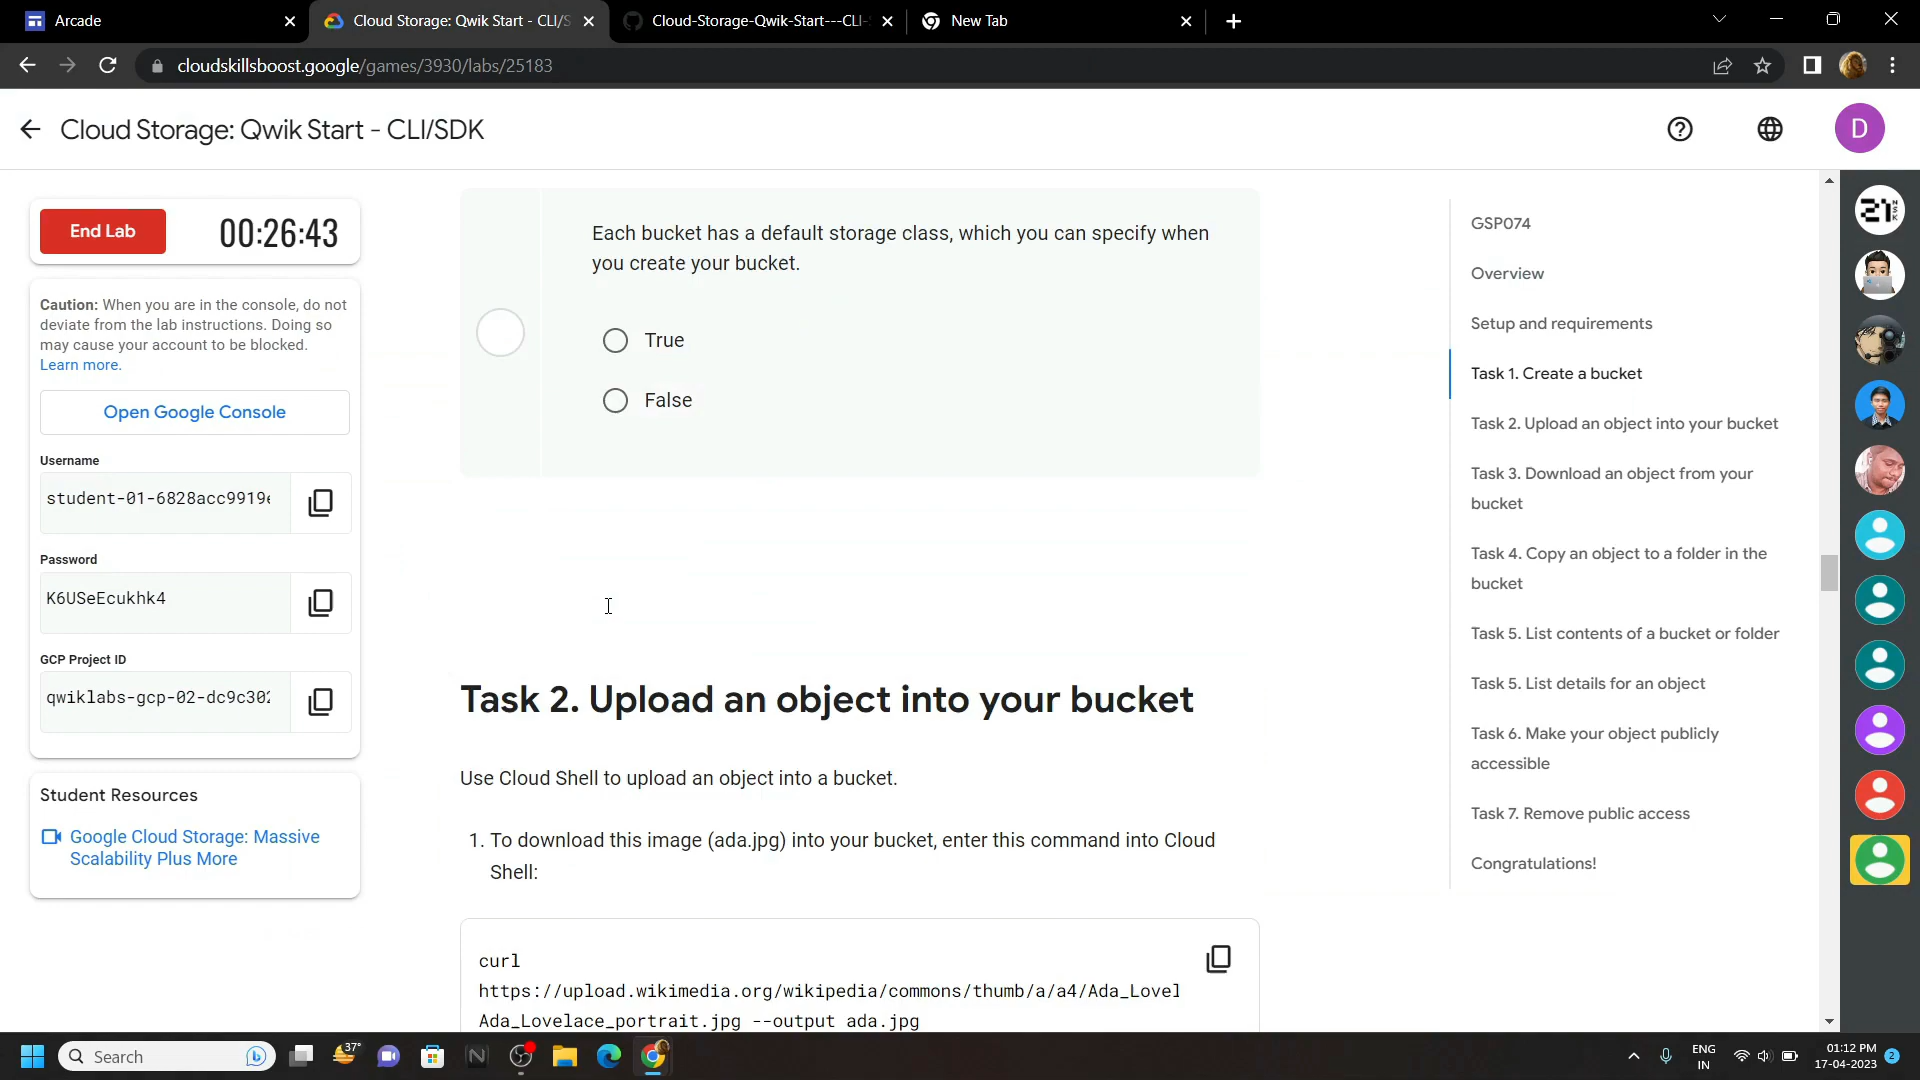 Arcade
Cloud Storage: Qwik Start - CLI/S
Cloud-Storage-Qwik-Start---CLI-
New Tab
cloudskillsboost.google/games/3930/labs/25183
Cloud Storage: Qwik Start - CLI/SDK
D
End Lab
00:26:43
Caution: When you are in the console, do not
deviate from the lab instructions. Doing so
may cause your account to be blocked.
Learn more.
Open Google Console
Username
student-01-6828acc9919e
Password
K6USeEcukhk4
GCP Project ID
qwiklabs-gcp-02-dc9c302
Student Resources
Google Cloud Storage: Massive
Scalability Plus More
Each bucket has a default storage class, which you can specify when
you create your bucket.
True
False
Task 2. Upload an object into your bucket
Use Cloud Shell to upload an object into a bucket.
1. To download this image (ada.jpg) into your bucket, enter this command into Cloud
Shell:
curl
https://upload.wikimedia.org/wikipedia/commons/thumb/a/a4/Ada_Lovel
Ada_Lovelace_portrait.jpg --output ada.jpg
GSP074
Overview
Setup and requirements
Task 1. Create a bucket
Task 2. Upload an object into your bucket
Task 3. Download an object from your
bucket
Task 4. Copy an object to a folder in the
bucket
Task 5. List contents of a bucket or folder
Task 5. List details for an object
Task 6. Make your object publicly
accessible
Task 7. Remove public access
Congratulations!
Search
37°
ENG
IN
01:12 PM
17-04-2023
2